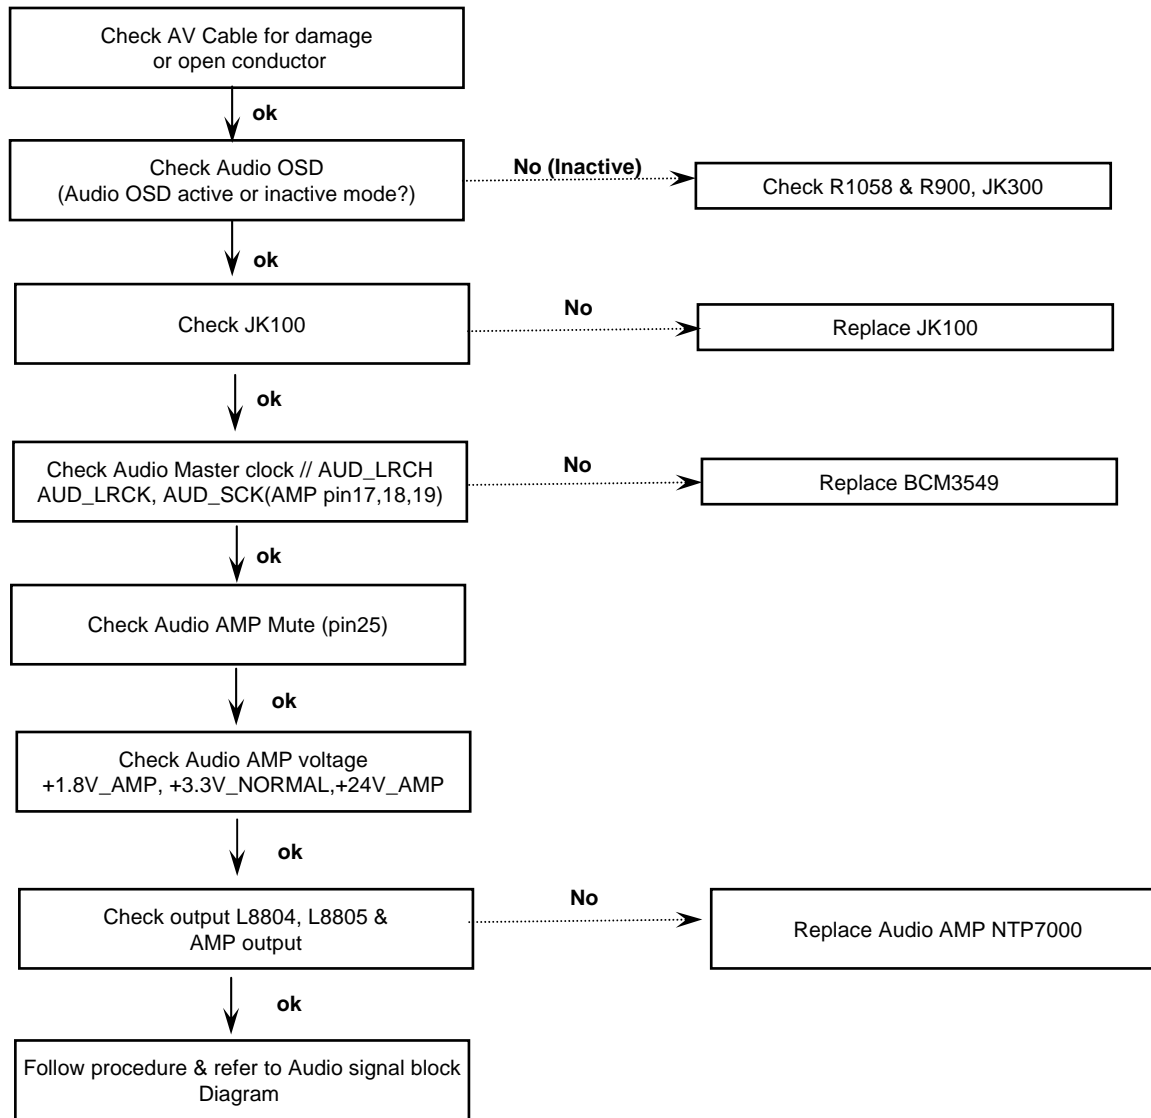 Check AV Cable for damage
or open conductor
ok
Check Audio OSD
(Audio OSD active or inactive mode?)
No (Inactive)
Check R1058 & R900, JK300
ok
Check JK100
No
Replace JK100
ok
Check Audio Master clock // AUD_LRCH
AUD_LRCK, AUD_SCK(AMP pin17,18,19)
No
Replace BCM3549
ok
Check Audio AMP Mute (pin25)
ok
Check Audio AMP voltage
+1.8V_AMP, +3.3V_NORMAL,+24V_AMP
ok
Check output L8804, L8805 &
AMP output
No
Replace Audio AMP NTP7000
ok
Follow procedure & refer to Audio signal block
Diagram